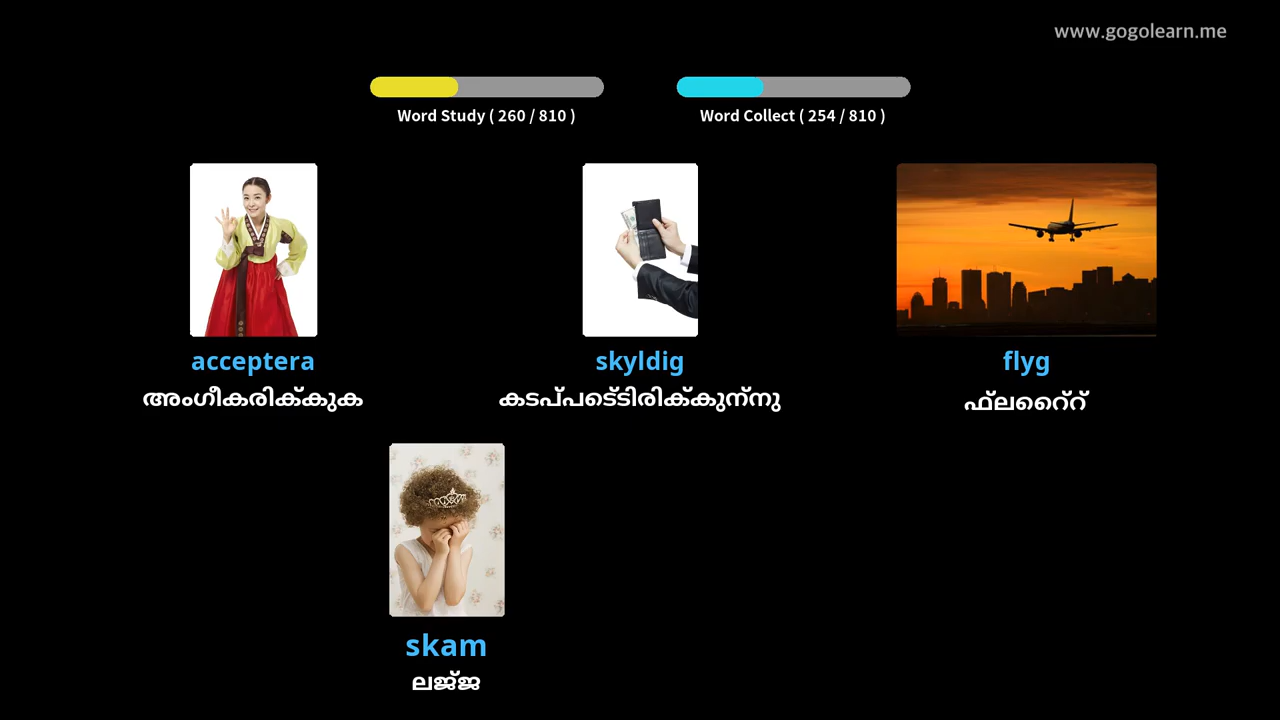 www.gogolearn.me
Word Study ( 260 / 810 )
Word Collect ( 254 / 810 )
acceptera
അംഗീകരിക്കുക
skyldig
കടപ്പെട്ടിരിക്കുന്നു
flyg
ഫ്ലൈറ്റ്
skam
ലജ്ജ